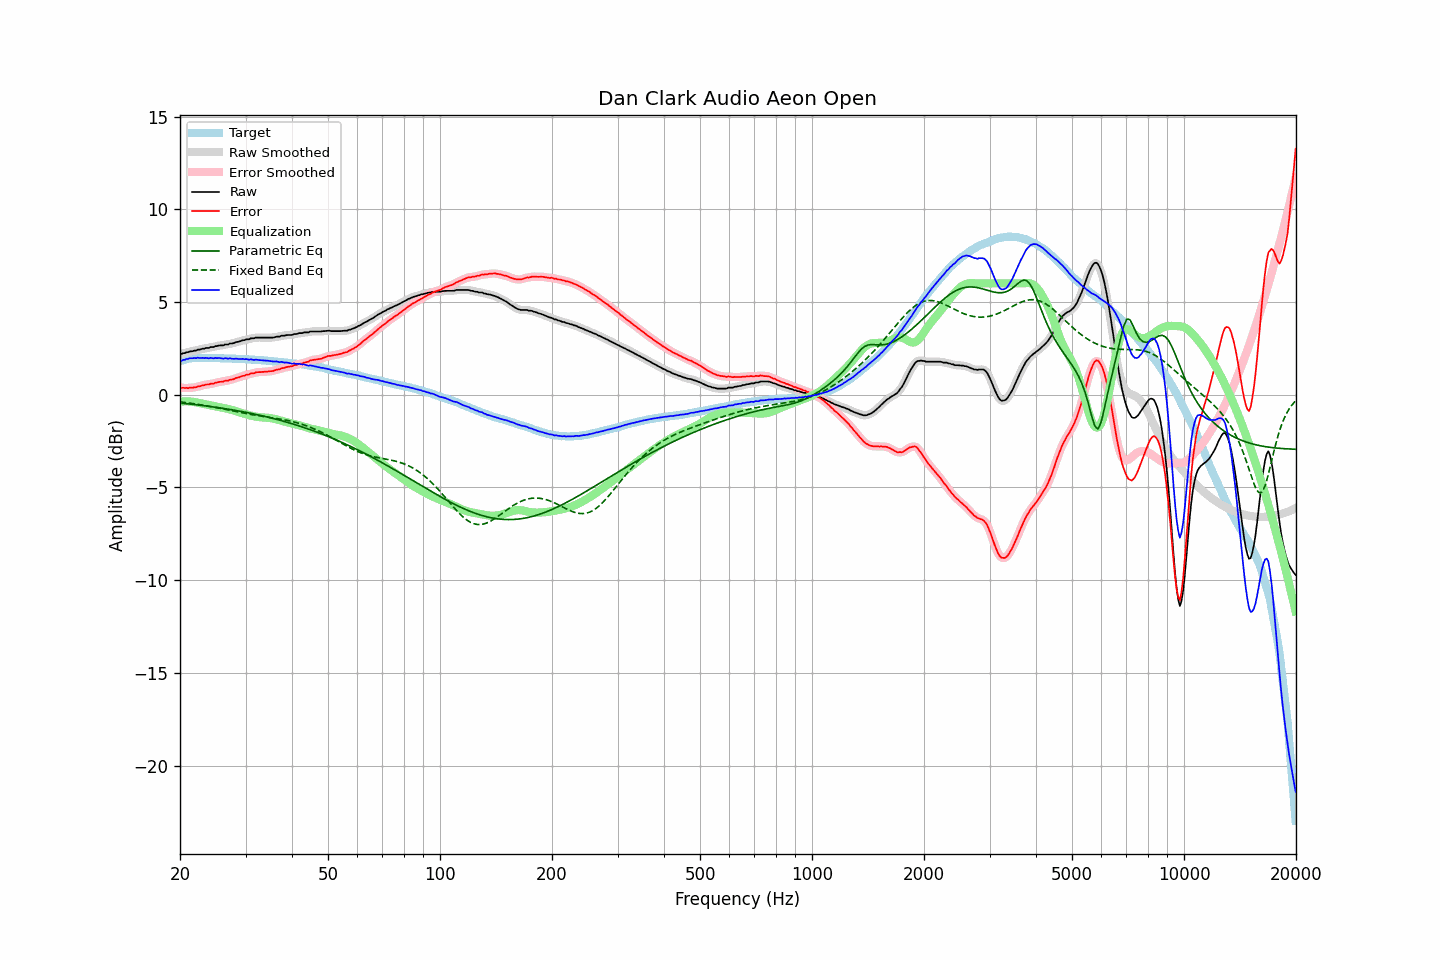 Dan Clark Audio Aeon Open
15
10
5
0
−5
−10
−15
−20
Amplitude (dBr)
Target
Raw Smoothed
Error Smoothed
Raw
Error
Equalization
Parametric Eq
Fixed Band Eq
Equalized
20 50 100 200 500 1000 2000 5000 10000 20000
Frequency (Hz)